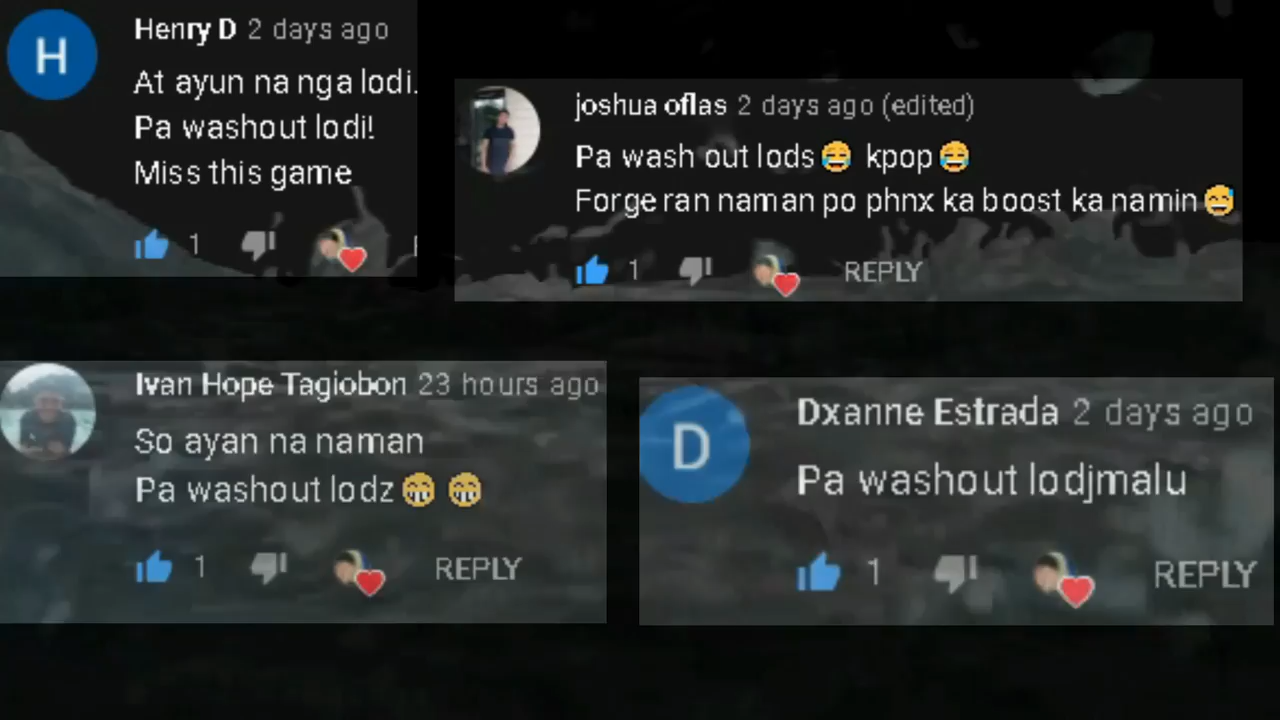 H
Henry D 2 days ago
At ayun na nga lodi.
Pa washout lodi!
Miss this game
1
joshua oflas 2 days ago (edited)
Pa wash out lods😂 kpop😂
Forge ran naman po phnx ka boost ka namin😅
1 REPLY
Ivan Hope Tagiobon 23 hours ago
So ayan na naman
Pa washout lodz😁 😁
1 REPLY
D
Dxanne Estrada 2 days ago
Pa washout lodjmalu
1 REPLY